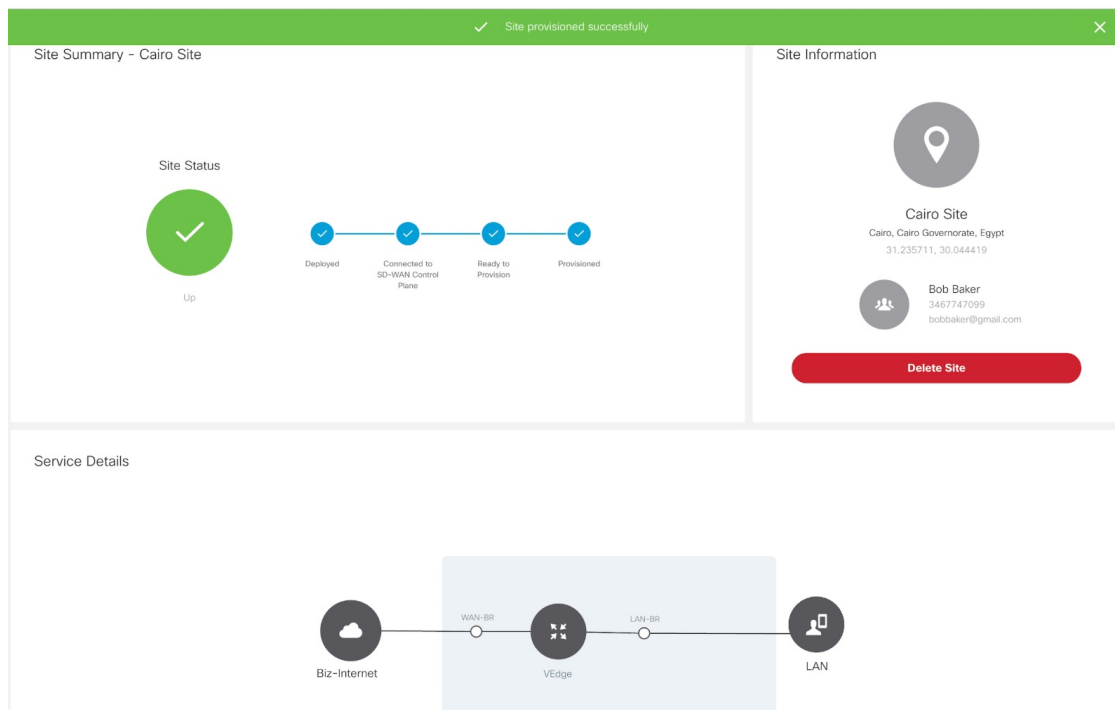 Site provisioned successfully
Site Summary - Cairo Site
Site Status
Up
Deployed
Connected to
SD-WAN Control
Plane
Ready to
Provision
Provisioned
Site Information
Cairo Site
Cairo, Cairo Governorate, Egypt
31.235711, 30.044419
Bob Baker
3467747099
bobbaker@gmail.com
Delete Site
Service Details
WAN-BR
LAN-BR
Biz-Internet
VEdge
LAN